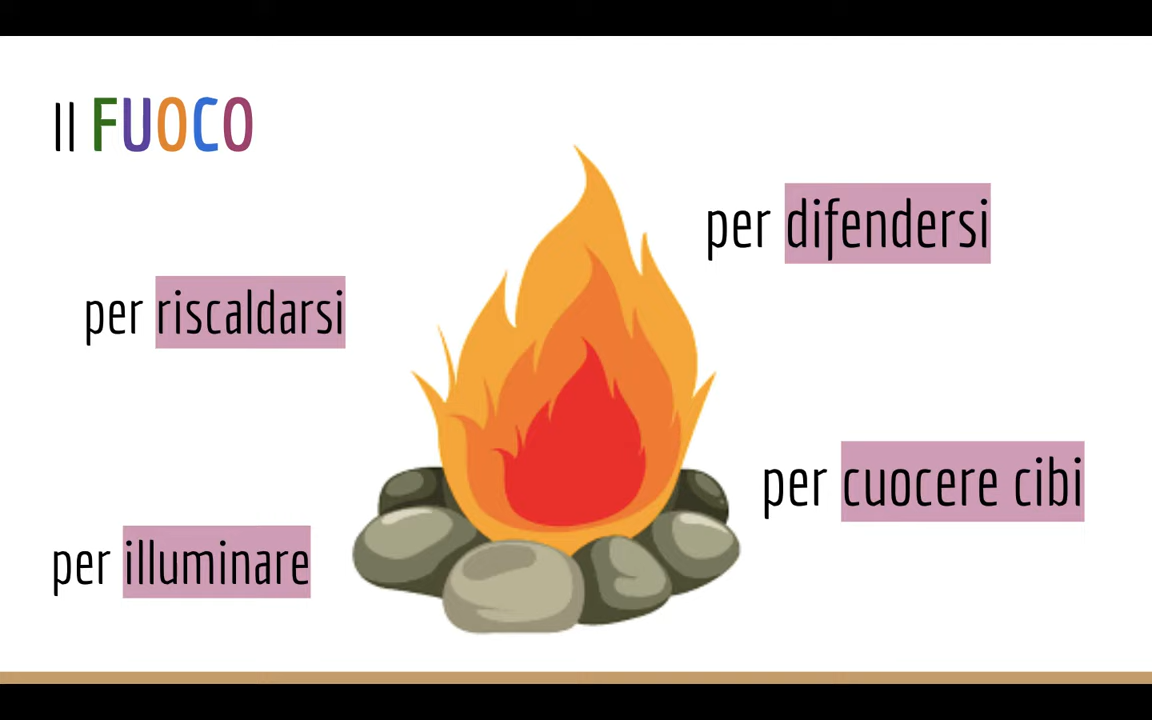 Il FUOCO
per difendersi
per riscaldarsi
per cuocere cibi
per illuminare